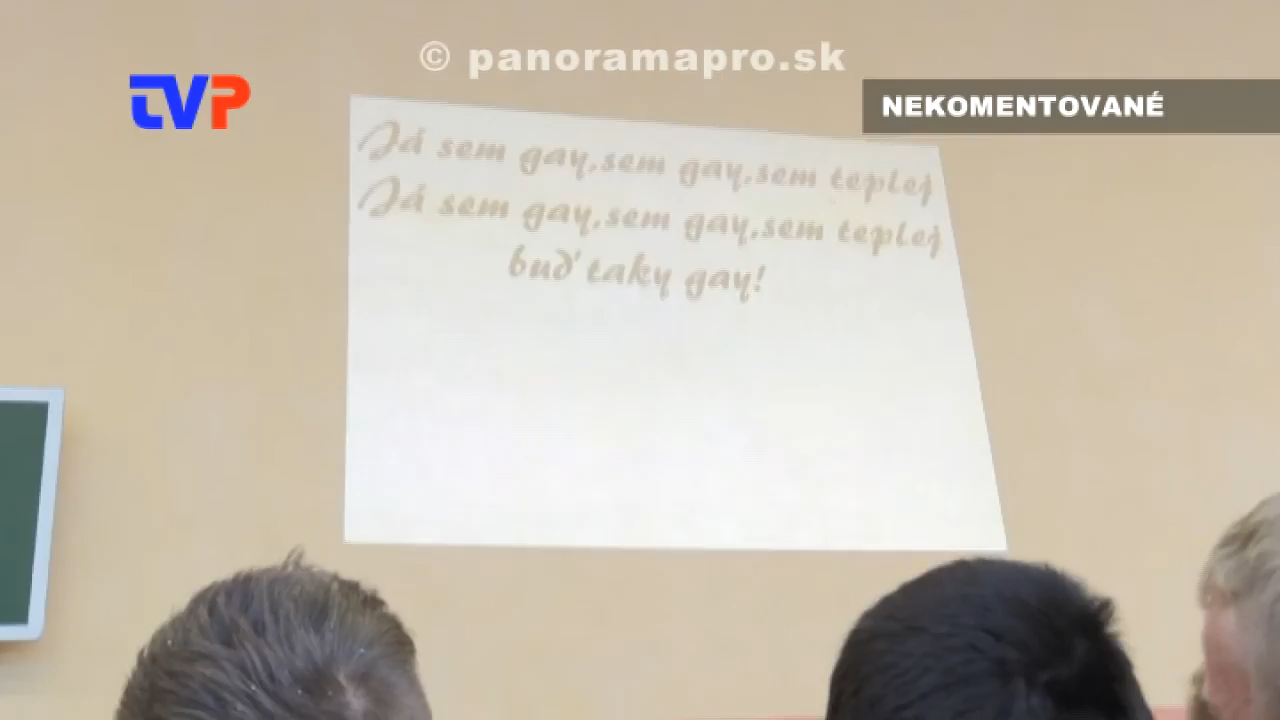 © panoramapro.sk
TVP
NEKOMENTOVANÉ
Já sem gay,sem gay,sem teplej
Já sem gay,sem gay,sem teplej
buď taky gay!